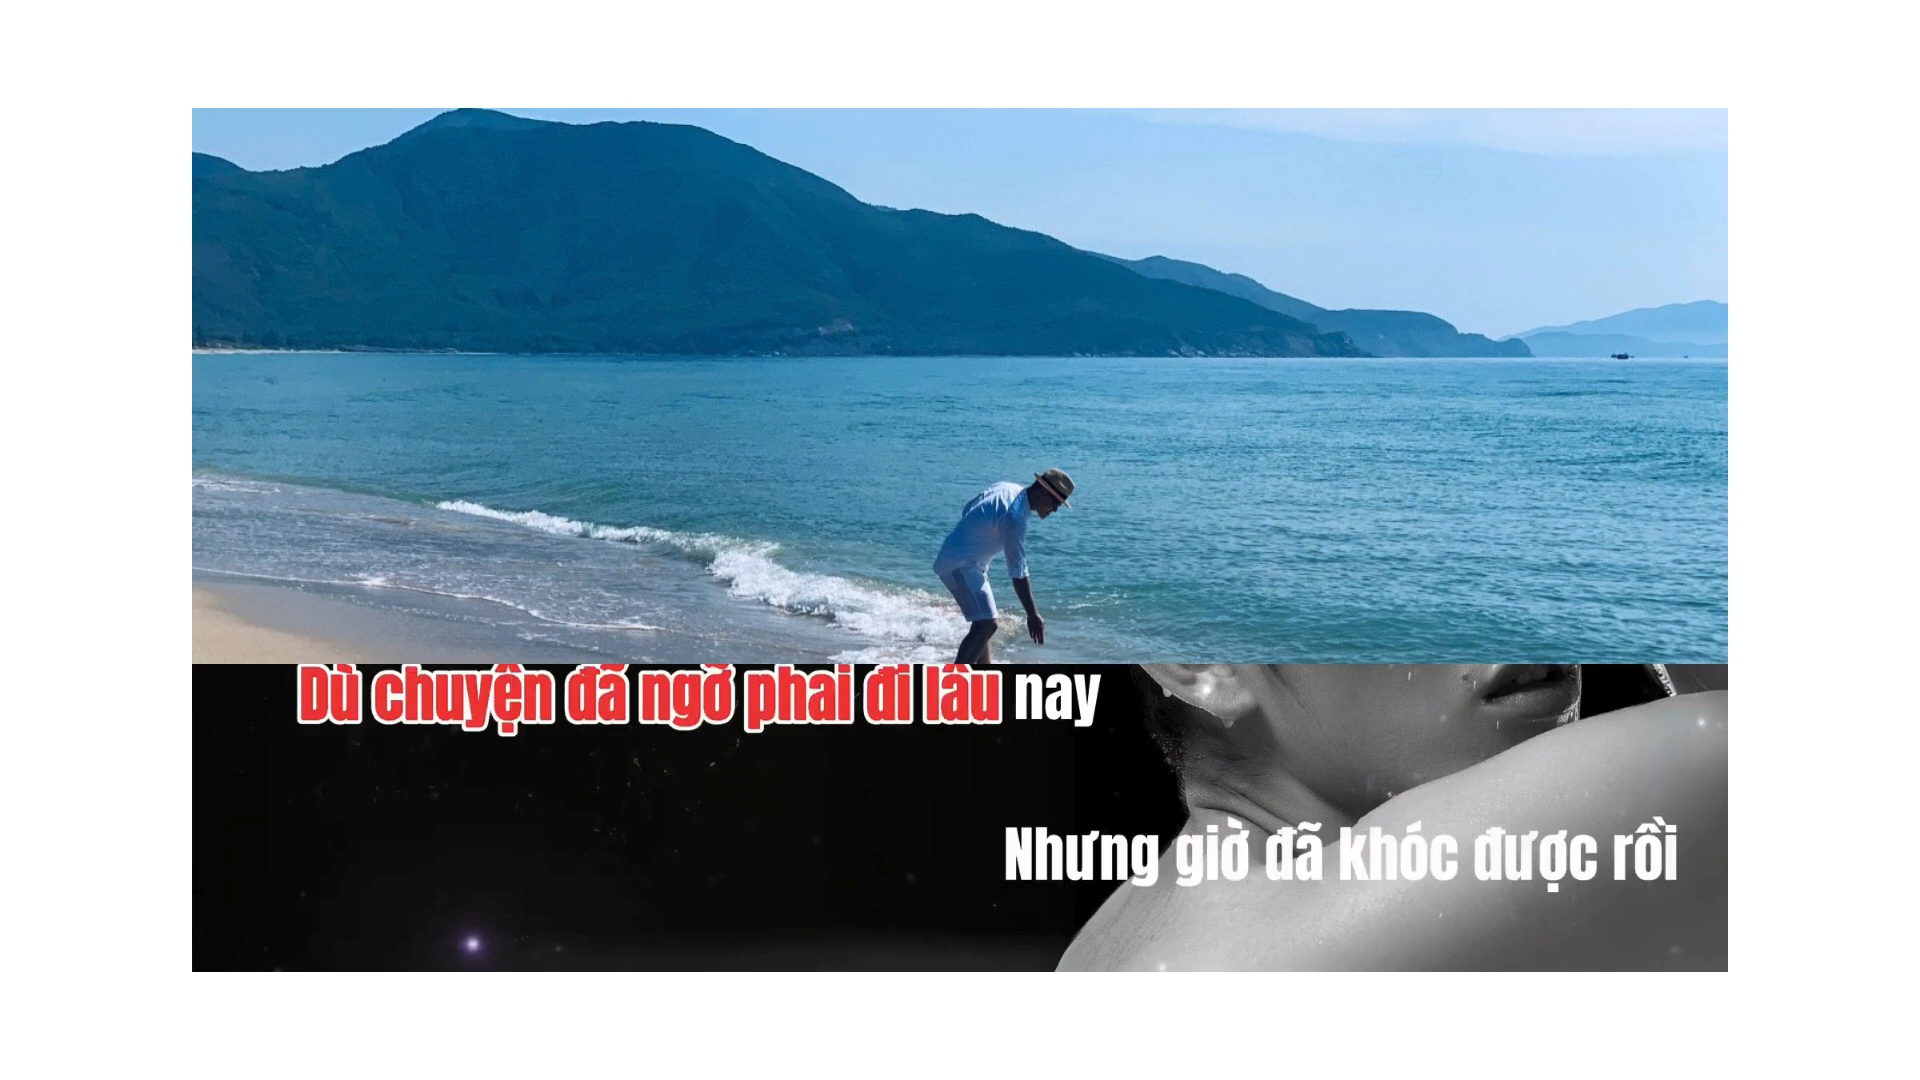 Dù chuyện đã ngỡ phai đi lâu nay
Nhưng giờ đã khóc được rồi